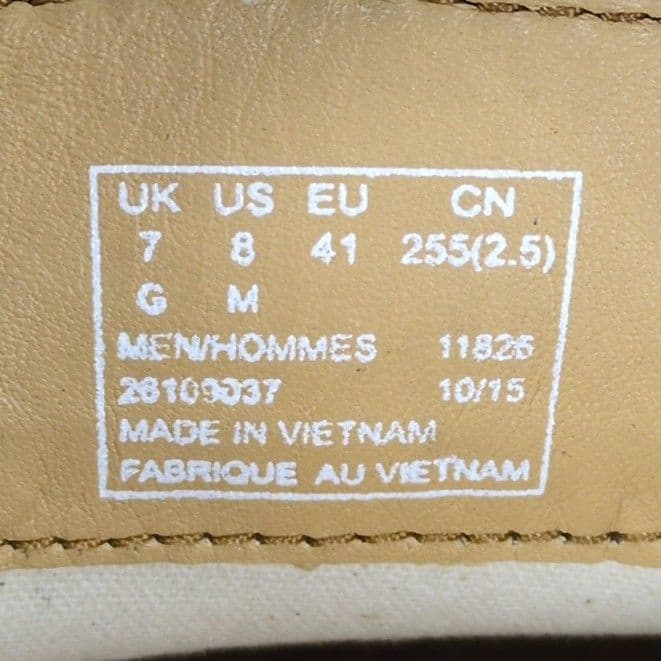 UK US EU CN
7 8 41 255(2.5)
G M
MEN/HOMMES 11826
26109037 10/15
MADE IN VIETNAM
FABRIQUE AU VIETNAM